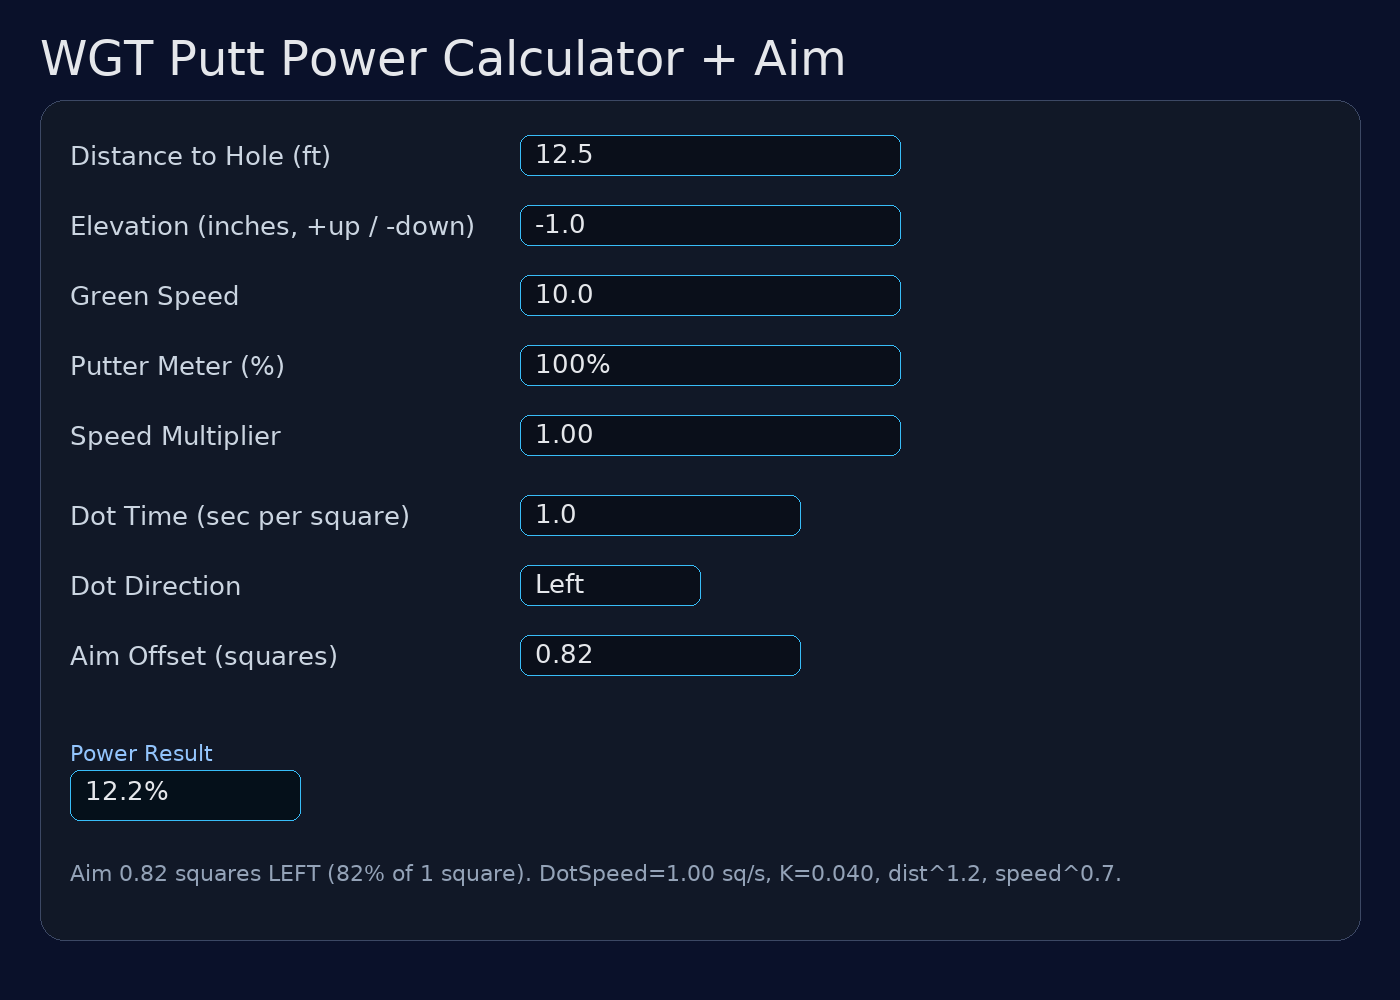 WGT Putt Power Calculator + Aim
Distance to Hole (ft) 12.5
Elevation (inches, +up / -down) -1.0
Green Speed 10.0
Putter Meter (%) 100%
Speed Multiplier 1.00
Dot Time (sec per square) 1.0
Dot Direction Left
Aim Offset (squares) 0.82
Power Result
12.2%
Aim 0.82 squares LEFT (82% of 1 square). DotSpeed=1.00 sq/s, K=0.040, dist^1.2, speed^0.7.